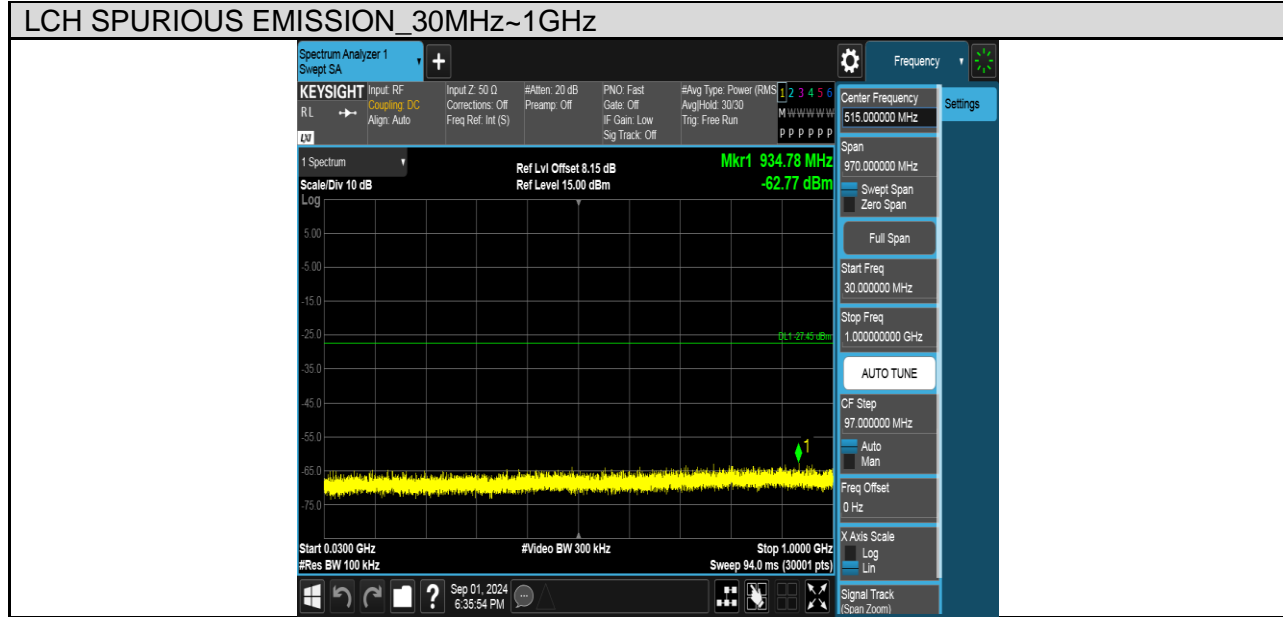 LCH SPURIOUS EMISSION_30MHz~1GHz
Spectrum Analyzer 1
Swept SA
+
Frequency
KEYSIGHT
RL
LXI
Input: RF
Coupling: DC
Align: Auto
Input Z: 50 Ω
Corrections: Off
Freq Ref: Int (S)
#Atten: 20 dB
Preamp: Off
PNO: Fast
Gate: Off
IF Gain: Low
Sig Track: Off
#Avg Type: Power (RMS
Avg|Hold: 30/30
Trig: Free Run
1 2 3 4 5 6
M W W W W W
P P P P P P
Center Frequency
515.000000 MHz
Settings
1 Spectrum
Scale/Div 10 dB
Log
Ref Lvl Offset 8.15 dB
Ref Level 15.00 dBm
Mkr1 934.78 MHz
-62.77 dBm
Span
970.000000 MHz
Swept Span
Zero Span
Full Span
Start Freq
30.000000 MHz
Stop Freq
1.000000000 GHz
AUTO TUNE
CF Step
97.000000 MHz
Auto
Man
Freq Offset
0 Hz
X Axis Scale
Log
Lin
Signal Track
(Span Zoom)
5.00
-5.00
-15.0
-25.0
DL1 -27.45 dBm
-35.0
-45.0
-55.0
1
-65.0
-75.0
Start 0.0300 GHz
#Res BW 100 kHz
#Video BW 300 kHz
Stop 1.0000 GHz
Sweep 94.0 ms (30001 pts)
?
Sep 01, 2024
6:35:54 PM